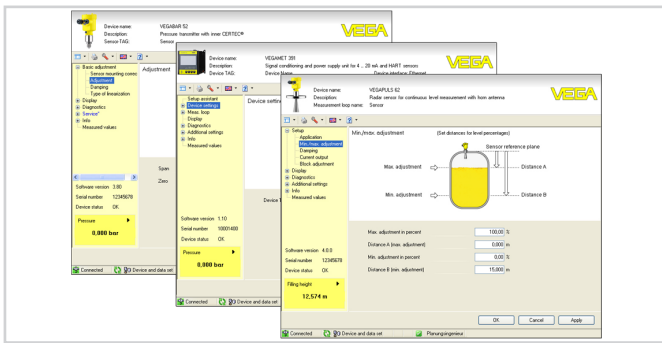 Device name: VEGABAR 52
Description: Pressure transmitter with inner CERTEC®
Sensor TAG: Sensor
VEGA
Basic adjustment
Sensor mounting correc
Adjustment
Damping
Type of linearization
Display
Diagnostics
Service"
Info
Measured values
Adjustment
Span
Zero
Software version 3.80
Serial number 12345678
Device status OK
Pressure
0,000 bar
Connected Device and data set
Device name: VEGAMET 391
Description: Signal conditioning and power supply unit for 4 .. 20 mA and HART sensors
Device TAG: Device Name Device interface: Ethernet
VEGA
Setup assistant
Device settings
Meas. loop
Display
Diagnostics
Additional settings
Info
Measured values
Device settin
Device T
Software version 1.10
Serial number 10001400
Device status OK
Pressure
0,000 bar
Connected Device and data set
Device name: VEGAPULS 62
Description: Radar sensor for continuous level measurement with horn antenna
Measurement loop name: Sensor
VEGA
Setup
Application
Min./max. adjustment
Damping
Current output
Block adjustment
Display
Diagnostics
Additional settings
Info
Measured values
Min./max. adjustment (Set distances for level percentages)
Sensor reference plane
Max. adjustment
Distance A
Min. adjustment
Distance B
Max. adjustment in percent 100,00 %
Distance A (max. adjustment) 0,000 m
Min. adjustment in percent 0,00 %
Distance B (min. adjustment) 15,000 m
Software version 4.0.0
Serial number 12345678
Device status OK
Filling height
12,574 m
OK Cancel Apply
Connected Device and data set Planungsingenieur: